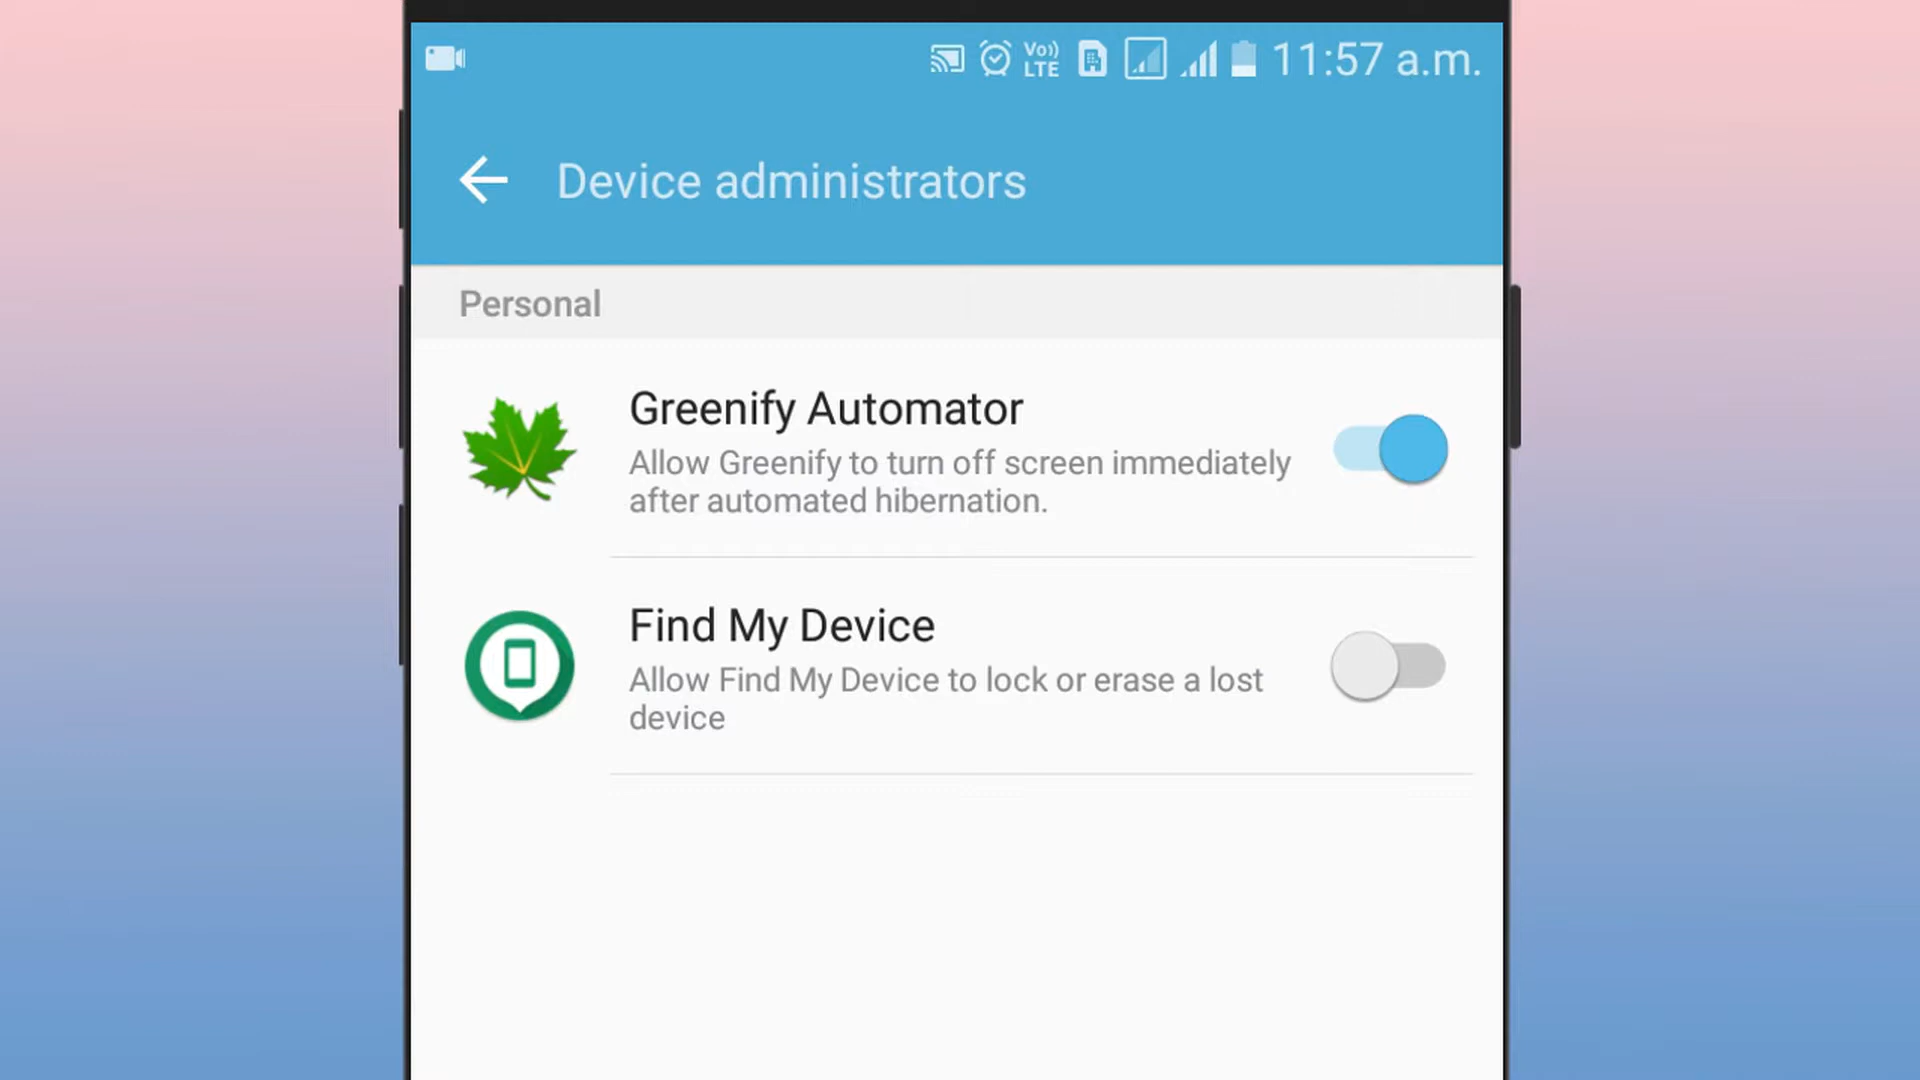 Vo)) LTE 11:57 a.m.
Device administrators
Personal
Greenify Automator
Allow Greenify to turn off screen immediately
after automated hibernation.
Find My Device
Allow Find My Device to lock or erase a lost
device